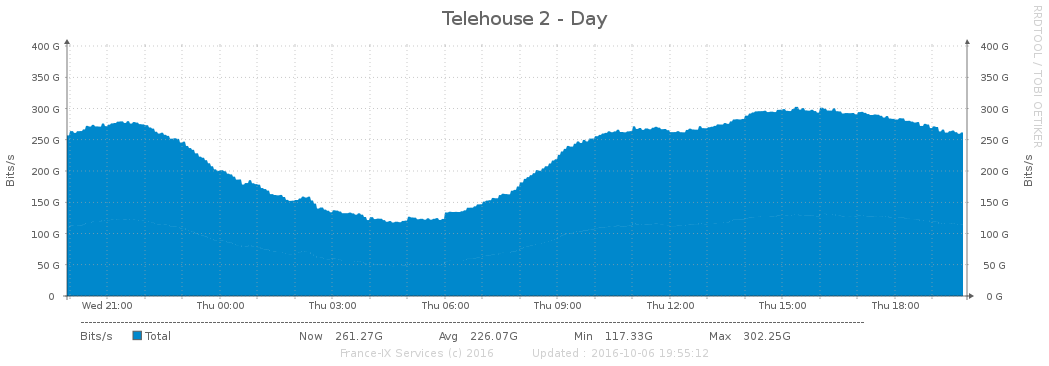 Telehouse 2 - Day
RRDTOOL / TOBI OETIKER
400 G 400 G
350 G 350 G
300 G 300 G
250 G 250 G
200 G 200 G
150 G 150 G
100 G 100 G
50 G 50 G
0 0 G
Bits/s
Bits/s
Wed 21:00 Thu 00:00 Thu 03:00 Thu 06:00 Thu 09:00 Thu 12:00 Thu 15:00 Thu 18:00
Bits/s Total Now 261.27G Avg 226.07G Min 117.33G Max 302.25G
France-IX Services (c) 2016 Updated : 2016-10-06 19:55:12